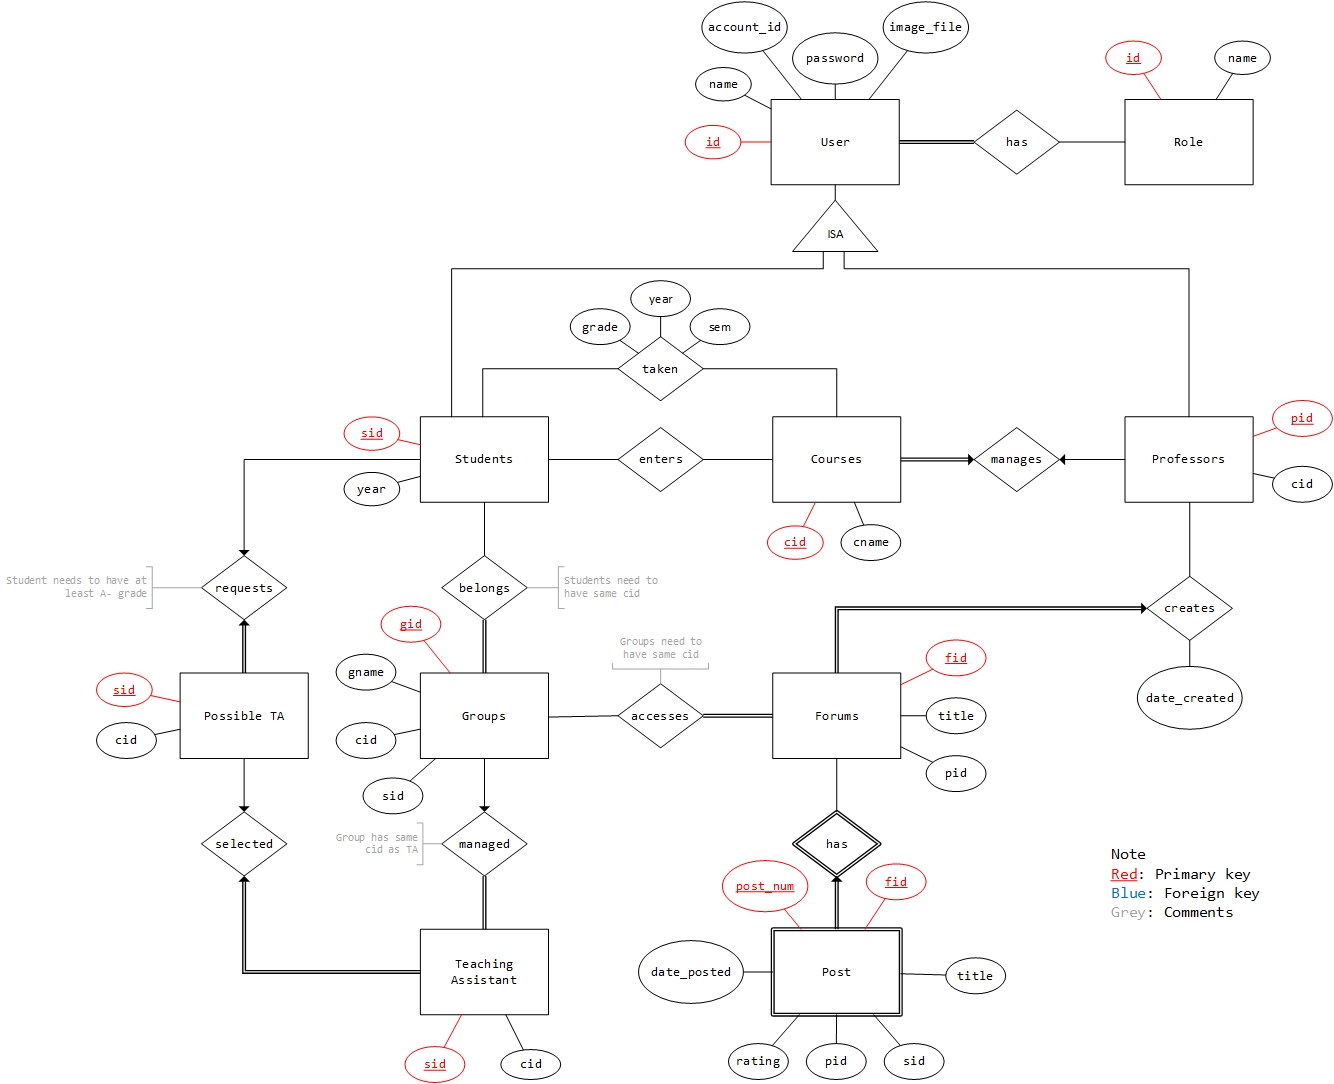 account_id
image_file
password
name
id
name
id
User
has
Role
ISA
year
grade
sem
taken
sid
pid
Students
enters
Courses
manages
Professors
year
cid
cid
cname
Student needs to have at
least A- grade
requests
belongs
Students need to
have same cid
creates
gid
Groups need to
have same cid
fid
gname
sid
Possible TA
Groups
accesses
Forums
title
date_created
cid
cid
pid
sid
selected
Group has same
cid as TA
managed
has
Note
Red: Primary key
Blue: Foreign key
Grey: Comments
post_num
fid
Teaching
Assistant
date_posted
Post
title
sid
cid
rating
pid
sid